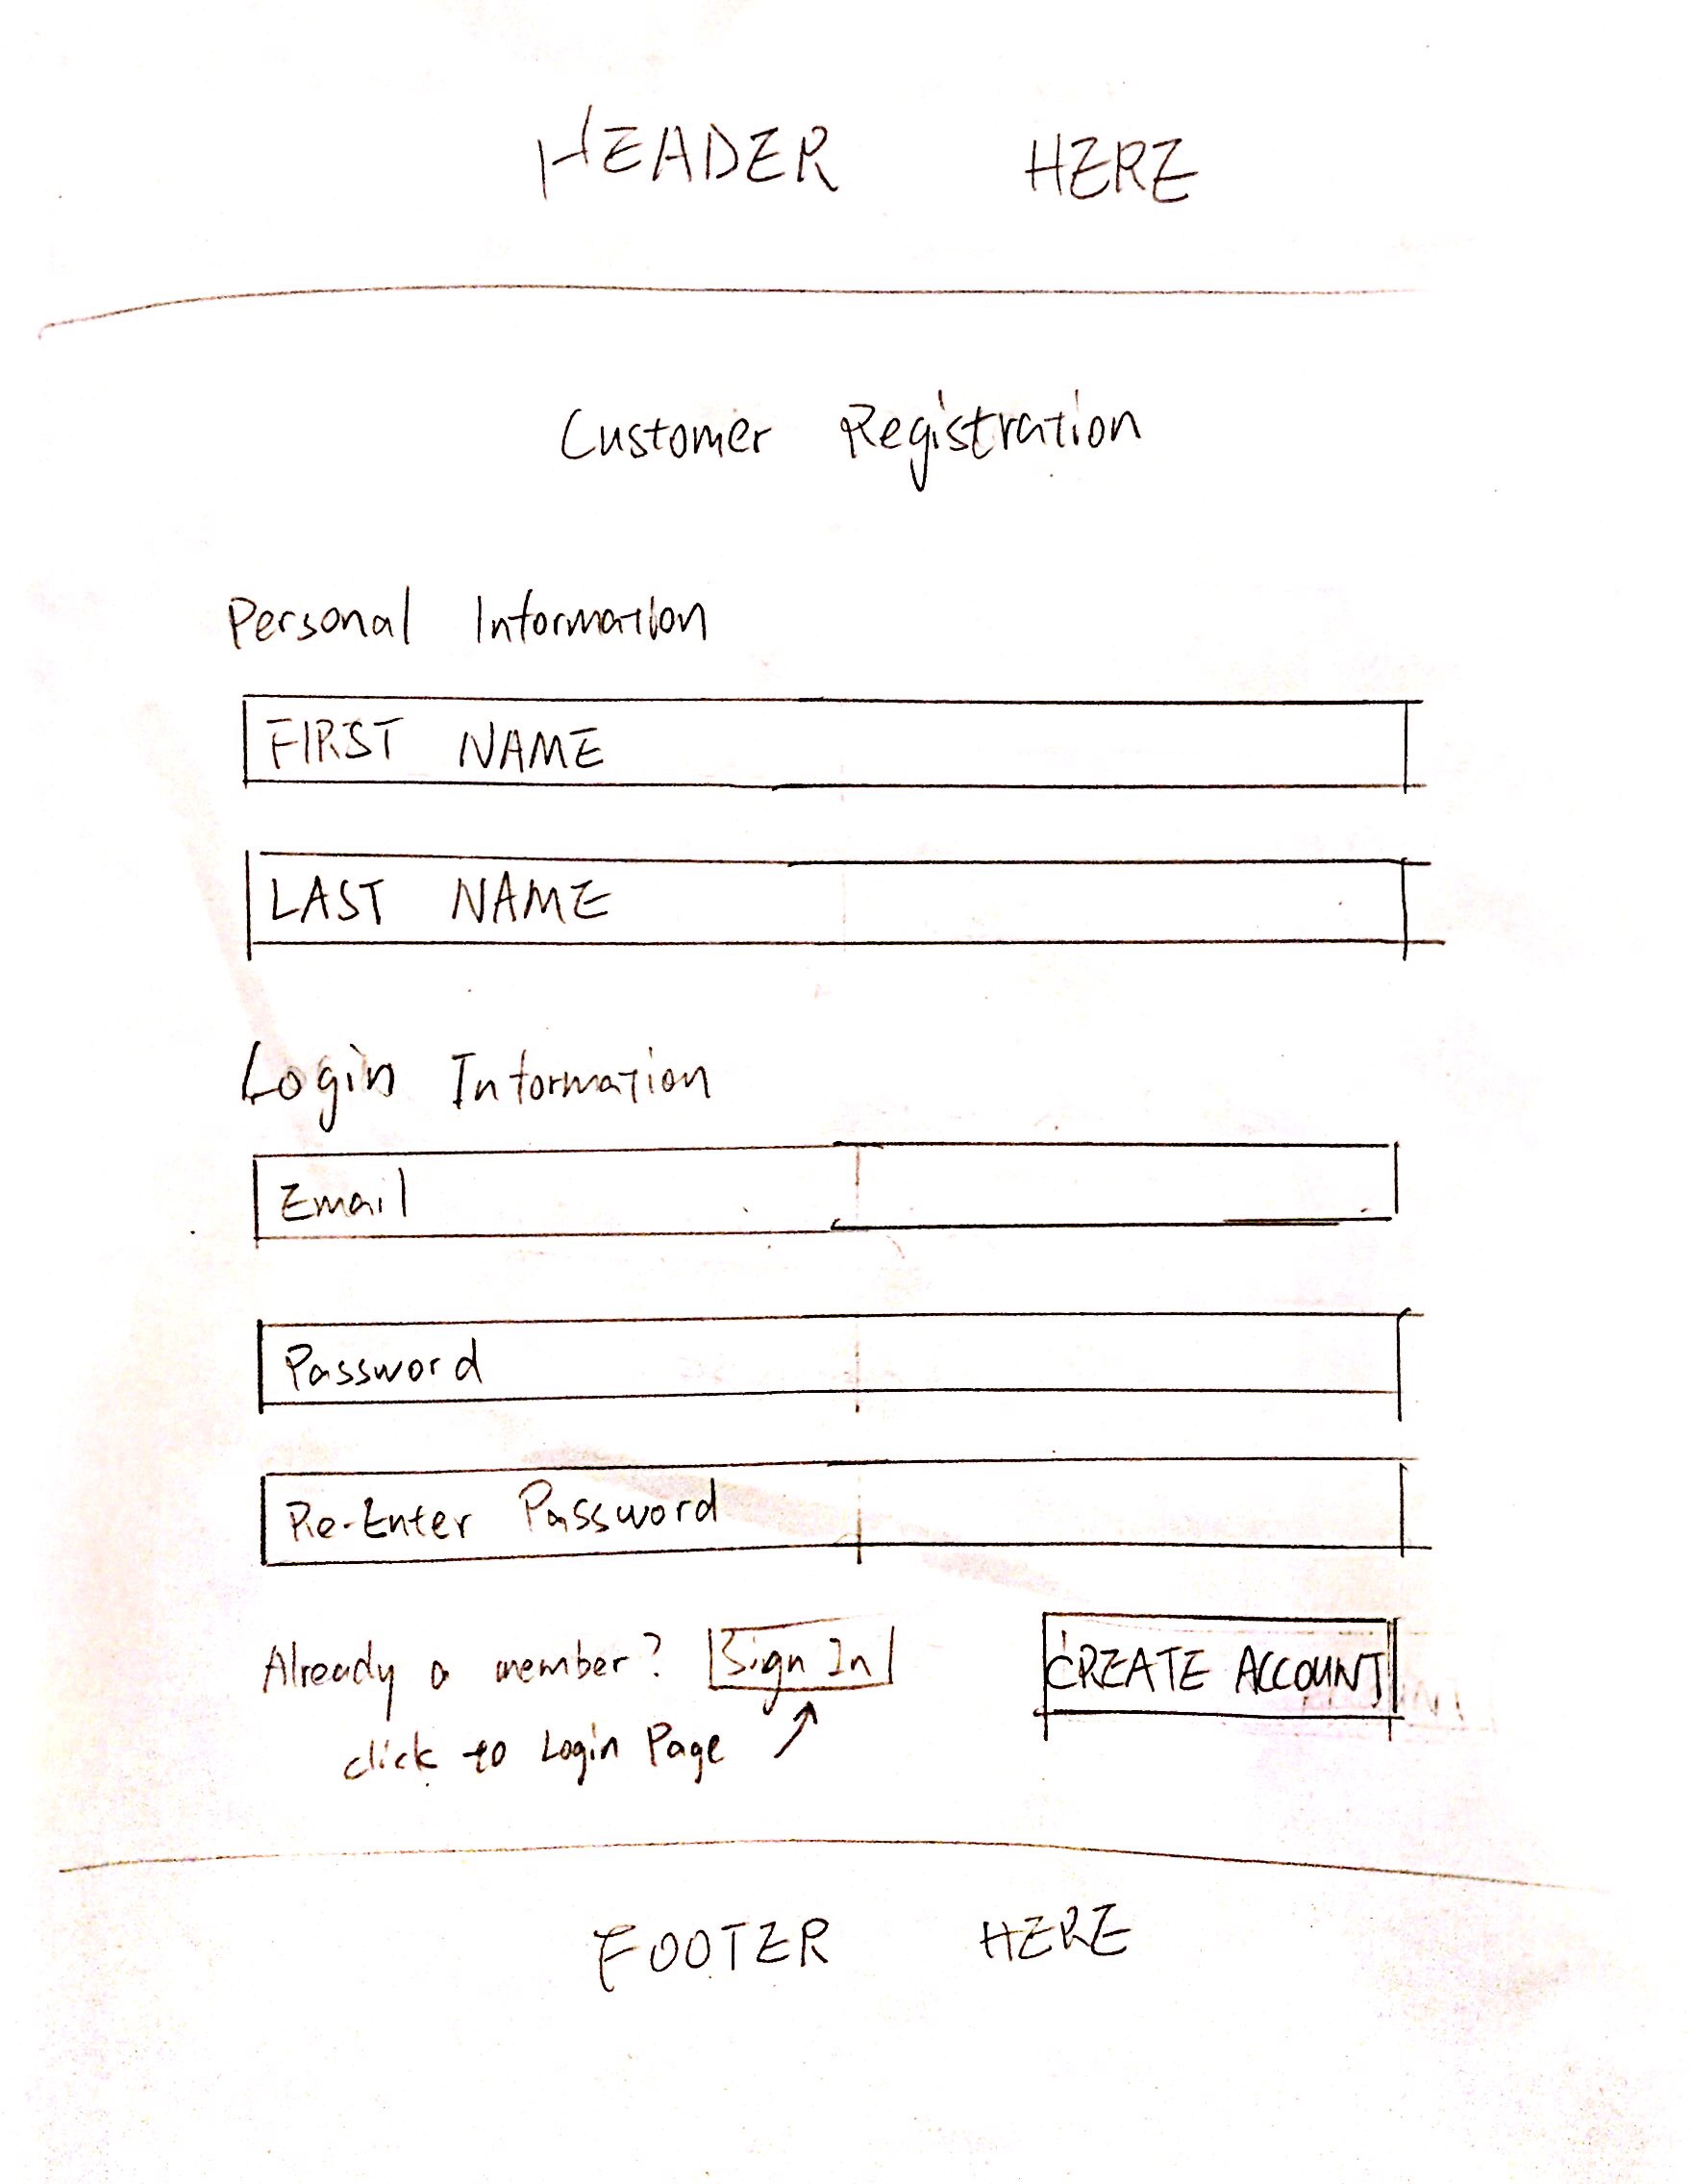 HEADER HERE
Customer Registration
Personal Information
FIRST NAME
LAST NAME
Login Information
Email
Password
Re-Enter Password
Already a member? Sign In CREATE ACCOUNT
click to Login Page
FOOTER HERE